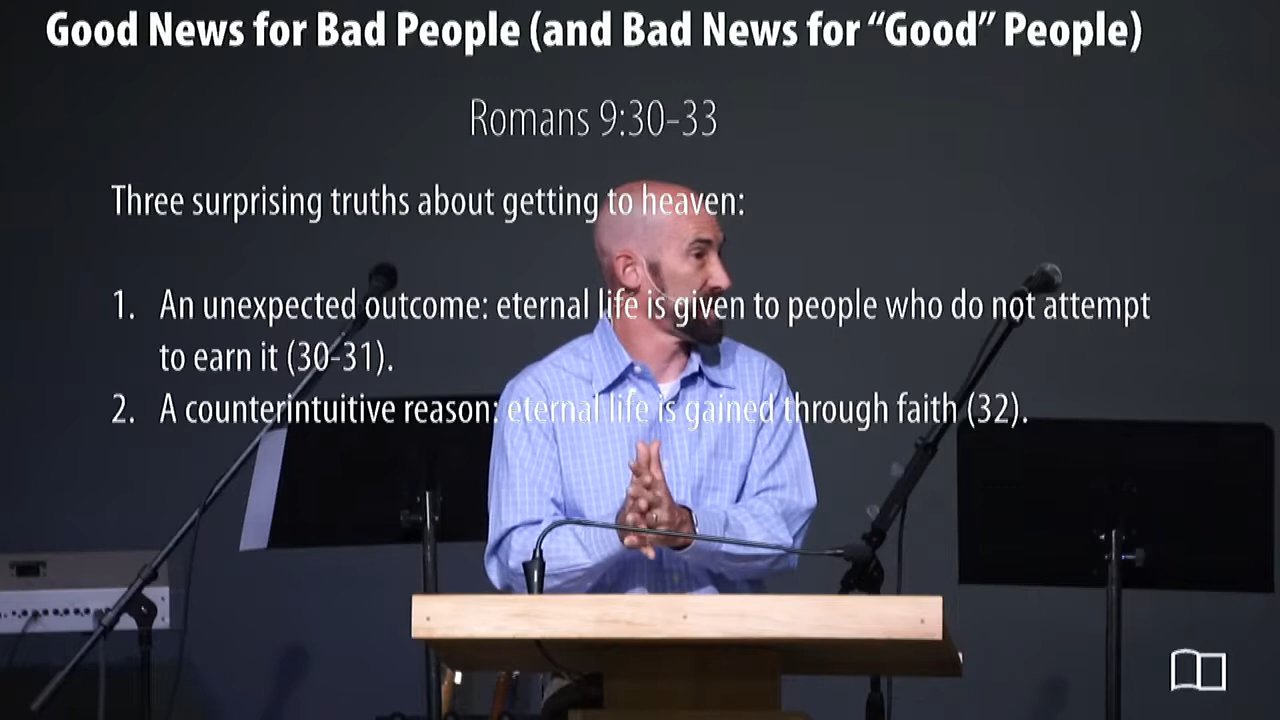 Good News for Bad People (and Bad News for “Good” People)
Romans 9:30-33
Three surprising truths about getting to heaven:
1. An unexpected outcome: eternal life is given to people who do not attempt
to earn it (30-31).
2. A counterintuitive reason: eternal life is gained through faith (32).